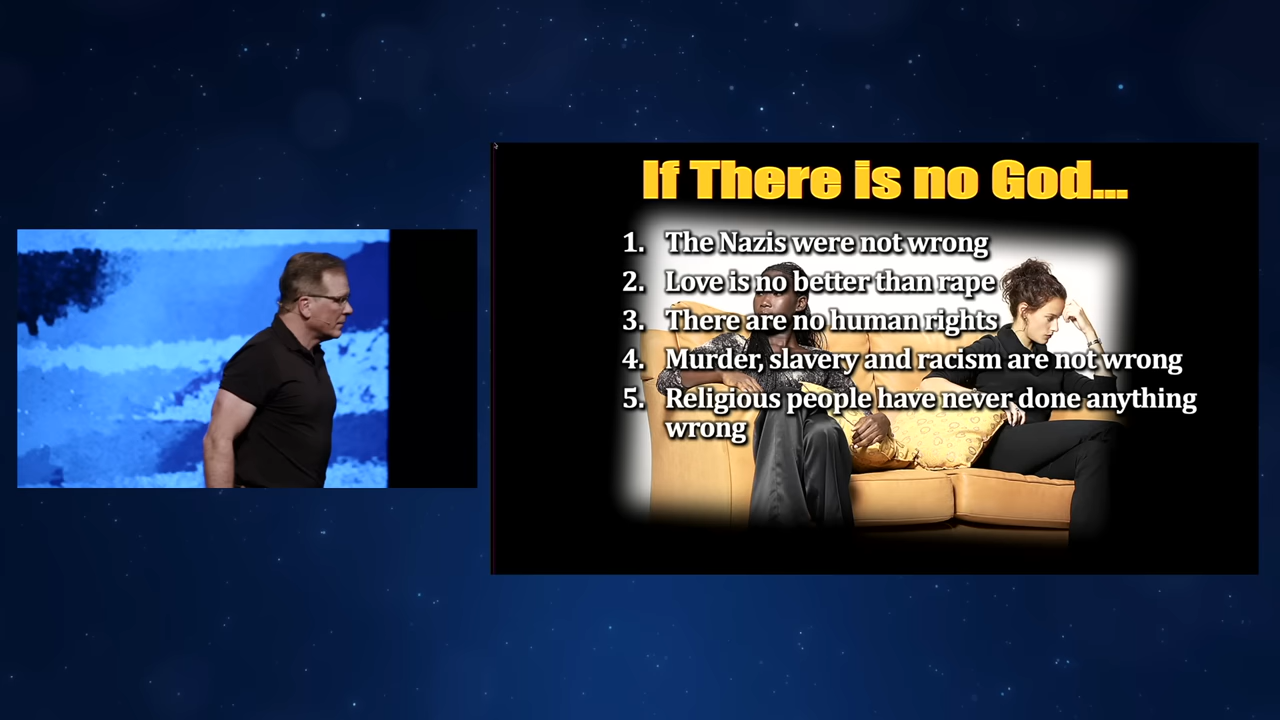 If There is no God...
1. The Nazis were not wrong
2. Love is no better than rape
3. There are no human rights
4. Murder, slavery and racism are not wrong
5. Religious people have never done anything
wrong